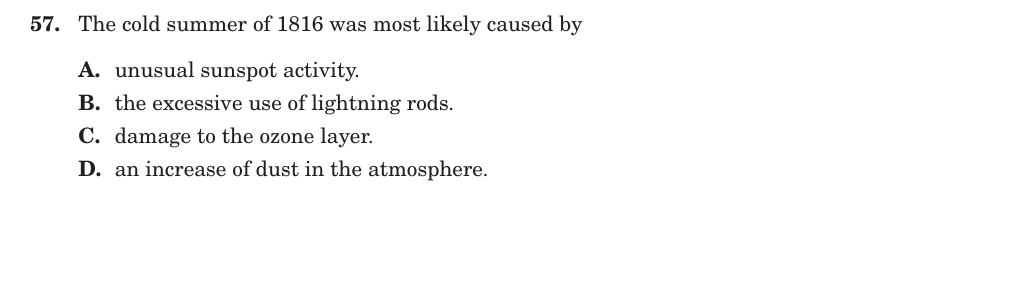 57. The cold summer of 1816 was most likely caused by
A. unusual sunspot activity.
B. the excessive use of lightning rods.
C. damage to the ozone layer.
D. an increase of dust in the atmosphere.